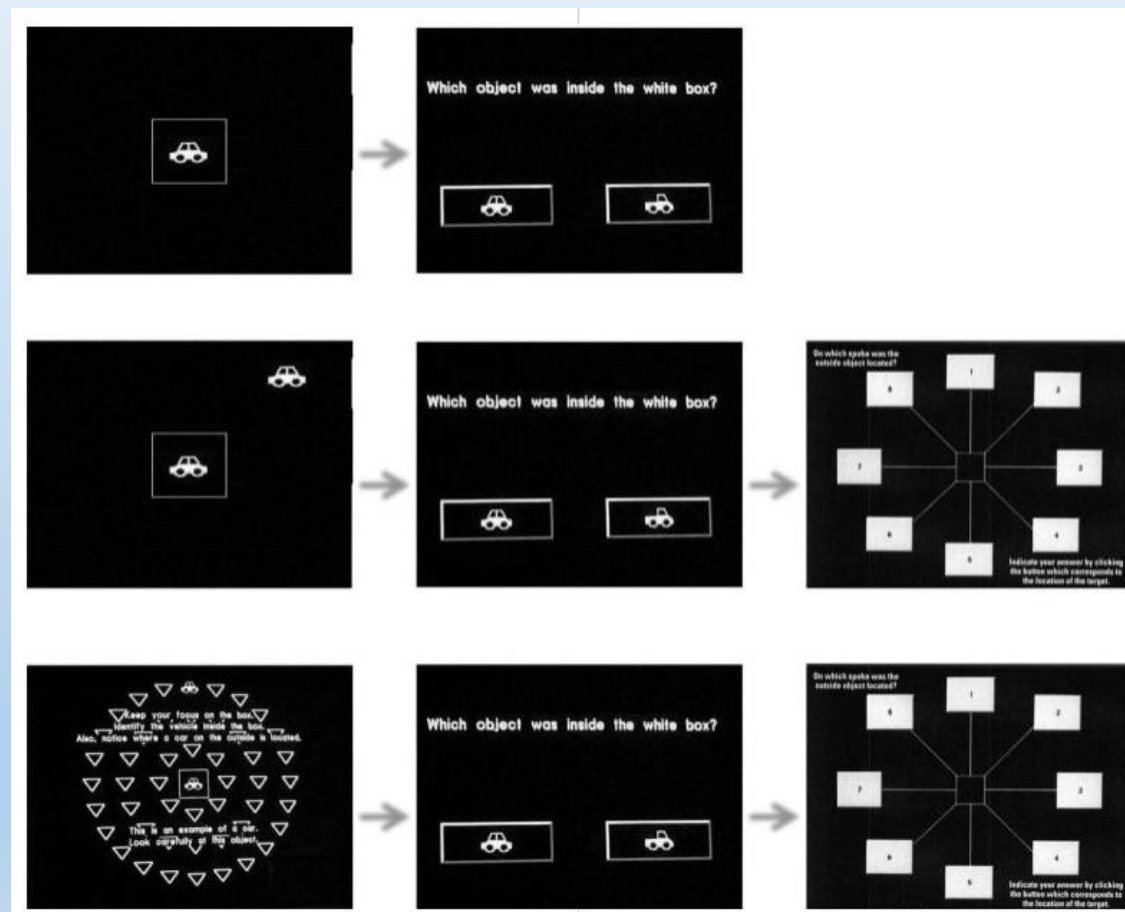 Which object was inside the white box?
Which object was inside the white box?
On which spoke was the
outside object located?
8
1
2
7
3
6
5
4
Indicate your answer by clicking
the button which corresponds to
the location of the target.
Keep your focus on the box.
Identify the vehicle inside the box.
Also, notice where a car on the outside is located.
This is an example of a car.
Look carefully at this object.
Which object was inside the white box?
On which spoke was the
outside object located?
8
1
2
7
3
6
5
4
Indicate your answer by clicking
the button which corresponds to
the location of the target.